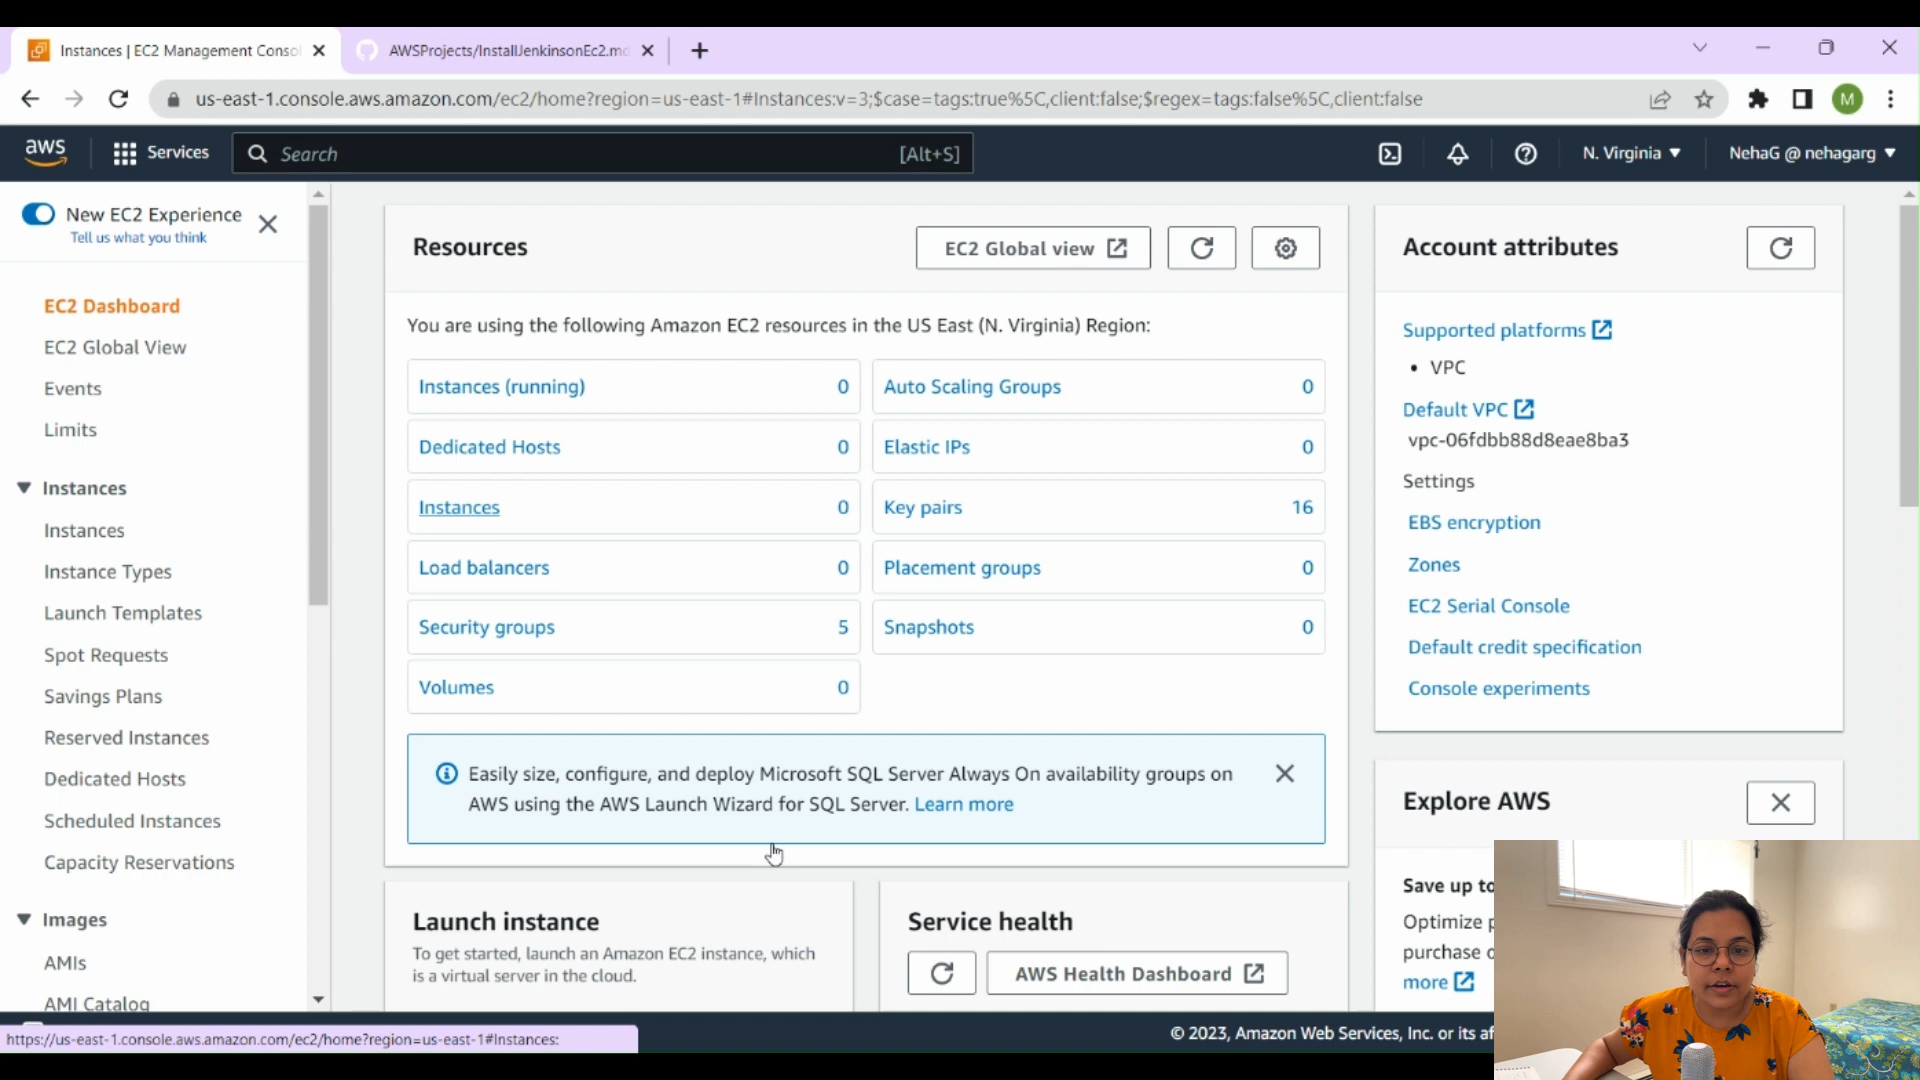 Instances | EC2 Management Consol
AWSProjects/InstallJenkinsonEc2.md
us-east-1.console.aws.amazon.com/ec2/home?region=us-east-1#Instances:v=3;$case=tags:true%5C,client:false;$regex=tags:false%5C,client:false
M
aws
Services
Search
[Alt+S]
N. Virginia
NehaG @ nehagarg
New EC2 Experience
Tell us what you think
EC2 Dashboard
EC2 Global View
Events
Limits
Instances
Instances
Instance Types
Launch Templates
Spot Requests
Savings Plans
Reserved Instances
Dedicated Hosts
Scheduled Instances
Capacity Reservations
Images
AMIs
AMI Catalog
Resources
EC2 Global view
You are using the following Amazon EC2 resources in the US East (N. Virginia) Region:
Instances (running) 0
Auto Scaling Groups 0
Dedicated Hosts 0
Elastic IPs 0
Instances 0
Key pairs 16
Load balancers 0
Placement groups 0
Security groups 5
Snapshots 0
Volumes 0
Easily size, configure, and deploy Microsoft SQL Server Always On availability groups on
AWS using the AWS Launch Wizard for SQL Server. Learn more
Launch instance
To get started, launch an Amazon EC2 instance, which
is a virtual server in the cloud.
Service health
AWS Health Dashboard
Account attributes
Supported platforms
• VPC
Default VPC
vpc-06fdbb88d8eae8ba3
Settings
EBS encryption
Zones
EC2 Serial Console
Default credit specification
Console experiments
Explore AWS
Save up to
Optimize p
purchase o
more
https://us-east-1.console.aws.amazon.com/ec2/home?region=us-east-1#Instances:
© 2023, Amazon Web Services, Inc. or its af